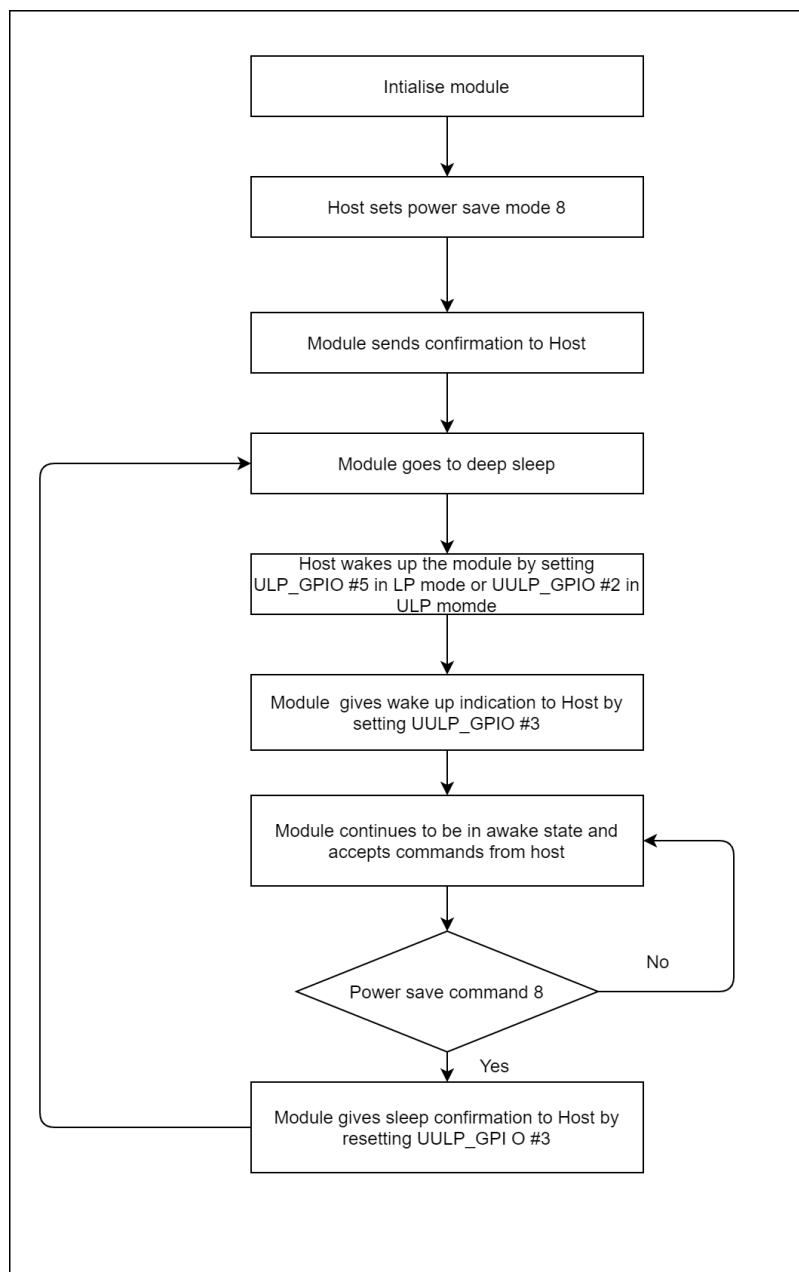 Intialise module
Host sets power save mode 8
Module sends confirmation to Host
Module goes to deep sleep
Host wakes up the module by setting
ULP_GPIO #5 in LP mode or UULP_GPIO #2 in
ULP momde
Module  gives wake up indication to Host by
setting UULP_GPIO #3
Module continues to be in awake state and
accepts commands from host
Power save command 8
No
Yes
Module gives sleep confirmation to Host by
resetting UULP_GPI O #3